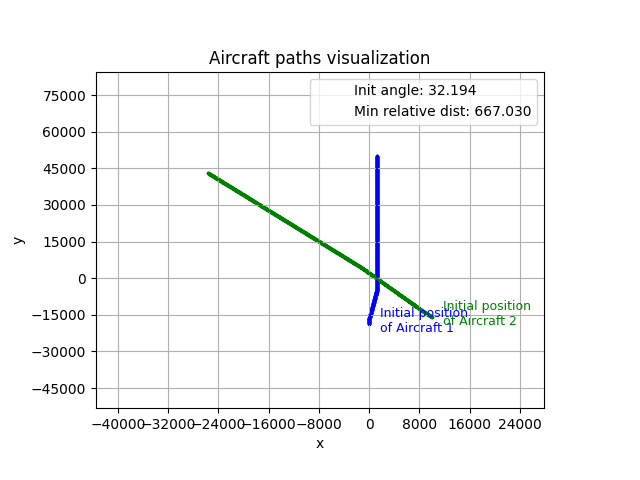 Aircraft paths visualization
Init angle: 32.194
Min relative dist: 667.030
75000
60000
45000
30000
15000
0
−15000
−30000
−45000
y
Initial position
of Aircraft 1
Initial position
of Aircraft 2
−40000
−32000
−24000
−16000
−8000
0
8000
16000
24000
x